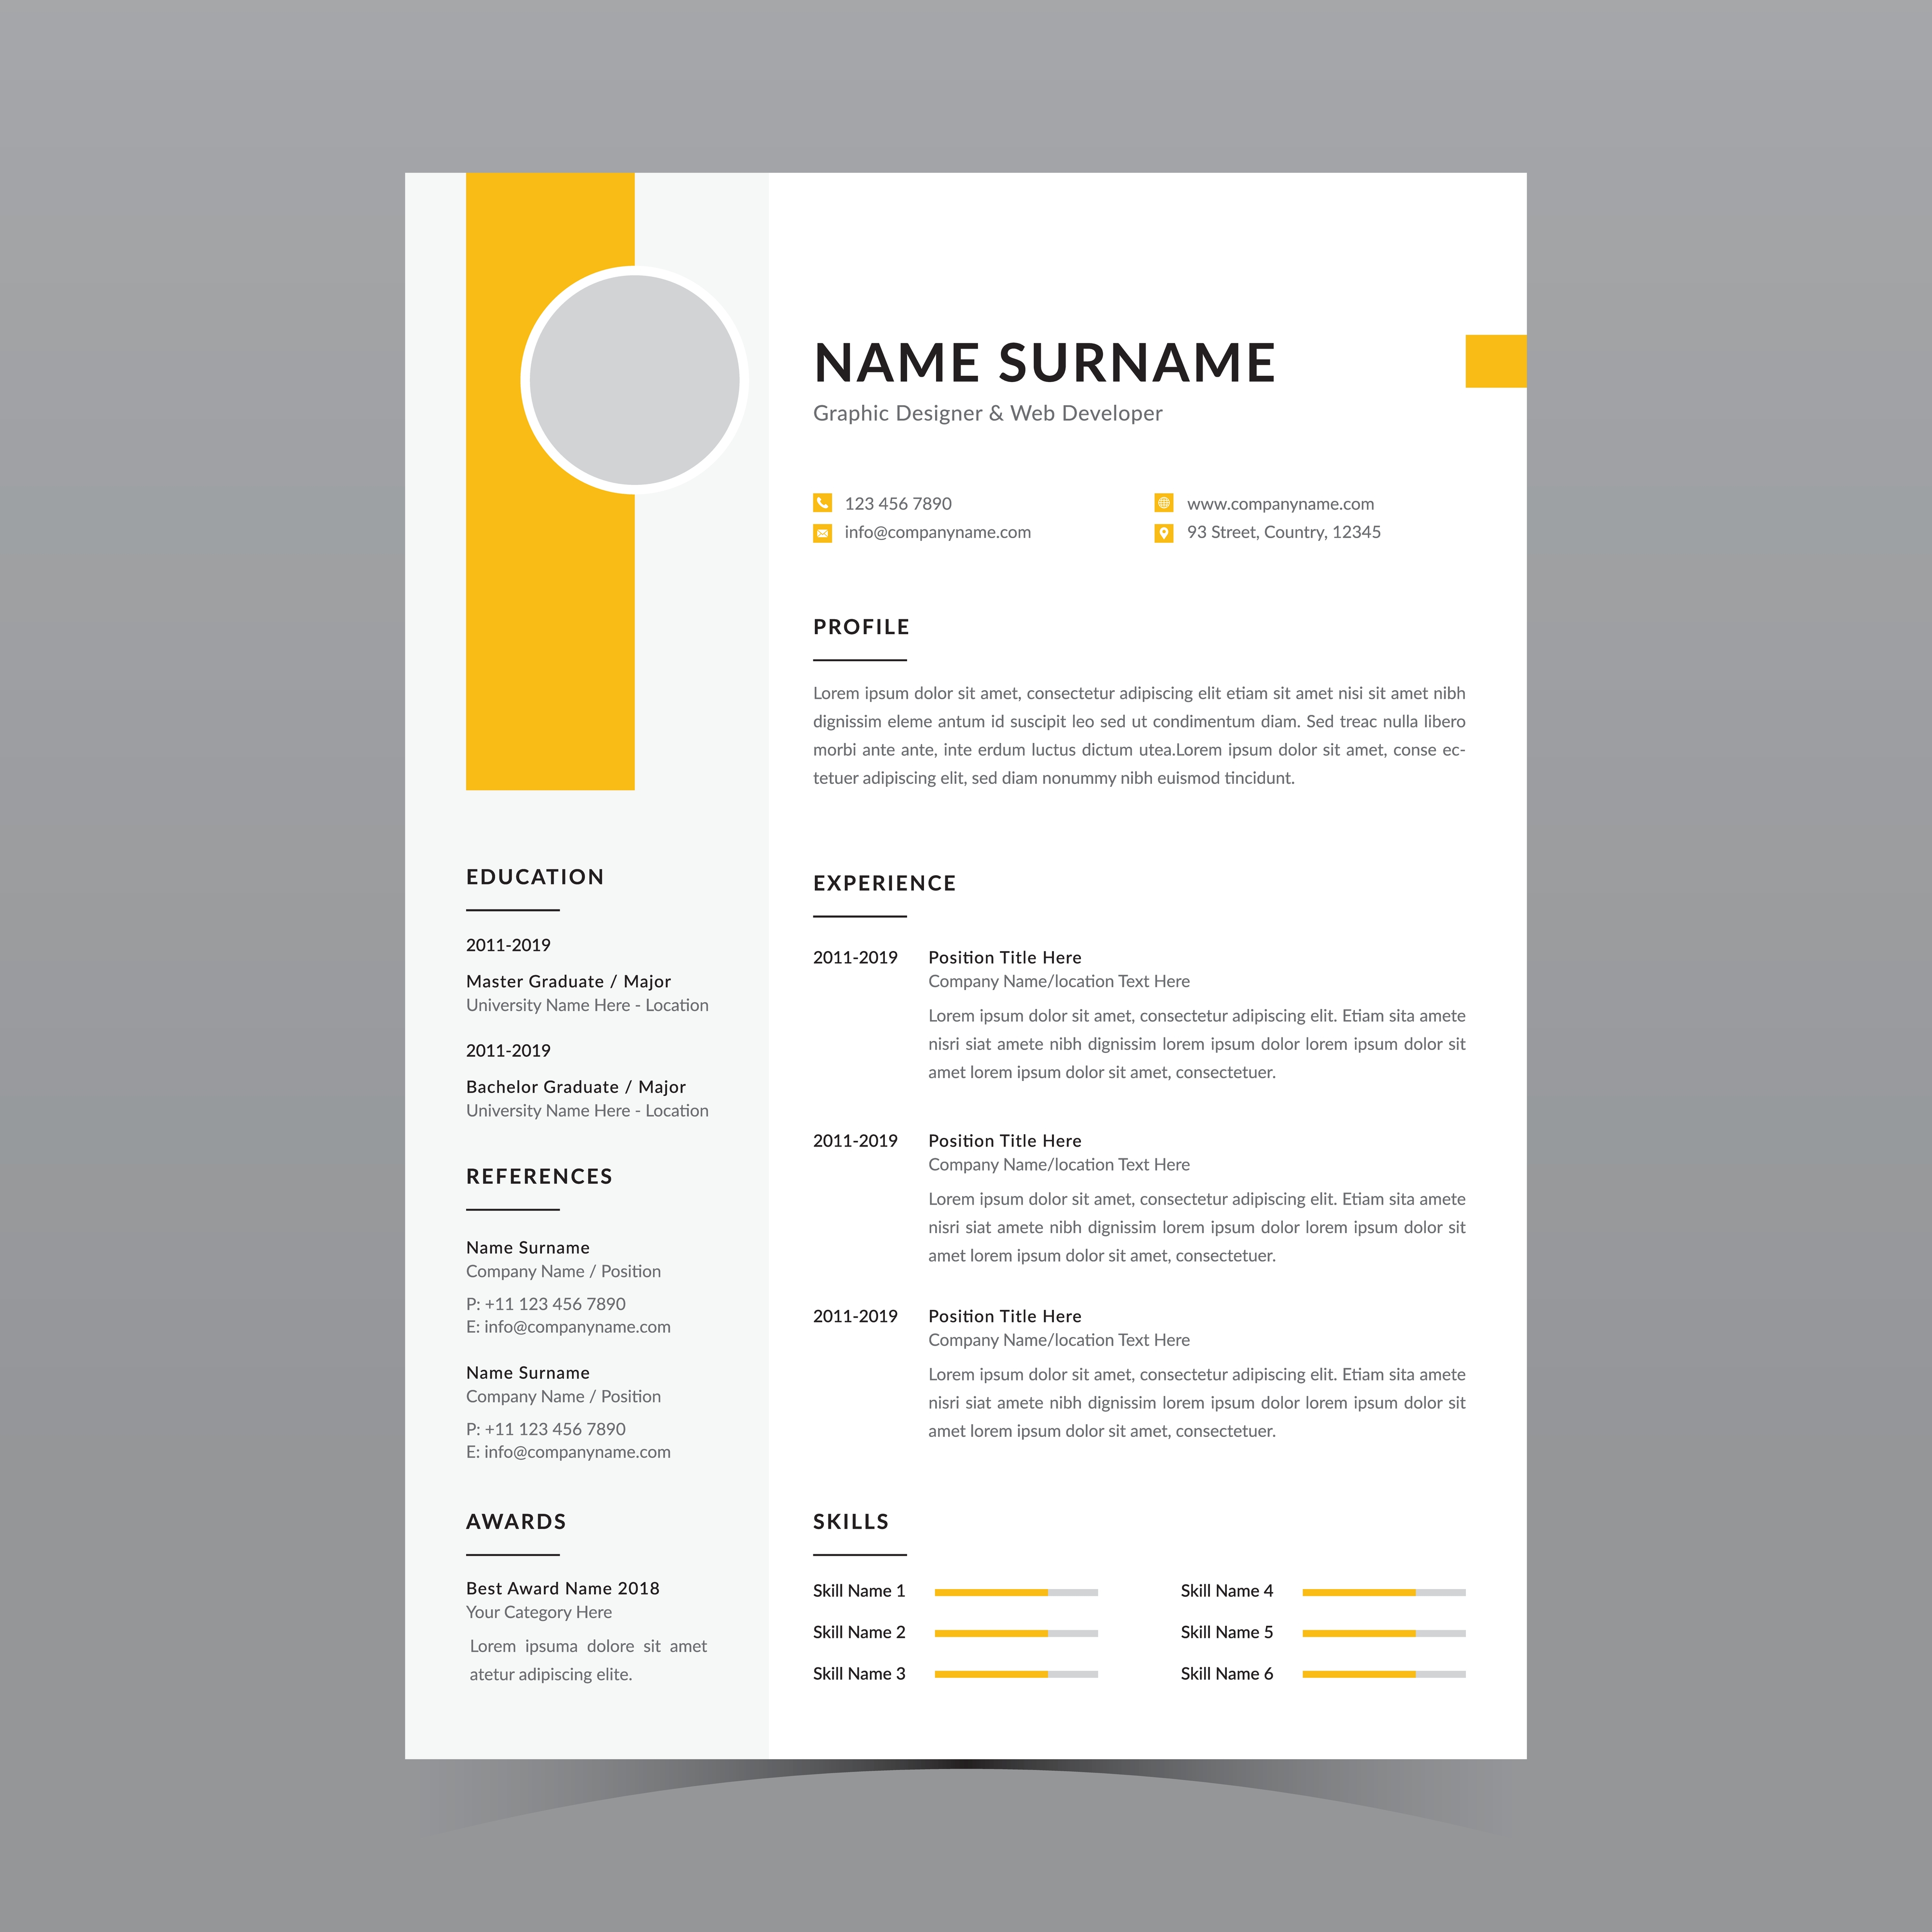 NAME SURNAME
Graphic Designer & Web Developer
123 456 7890
info@companyname.com
www.companyname.com
93 Street, Country, 12345
PROFILE
Lorem ipsum dolor sit amet, consectetur adipiscing elit etiam sit amet nisi sit amet nibh
dignissim eleme antum id suscipit leo sed ut condimentum diam. Sed treac nulla libero
morbi ante ante, inte erdum luctus dictum utea.Lorem ipsum dolor sit amet, conse ec-
tetuer adipiscing elit, sed diam nonummy nibh euismod tincidunt.
EDUCATION
2011-2019
Master Graduate / Major
University Name Here - Location
2011-2019
Bachelor Graduate / Major
University Name Here - Location
REFERENCES
Name Surname
Company Name / Position
P: +11 123 456 7890
E: info@companyname.com
Name Surname
Company Name / Position
P: +11 123 456 7890
E: info@companyname.com
AWARDS
Best Award Name 2018
Your Category Here
Lorem ipsuma dolore sit amet
atetur adipiscing elite.
EXPERIENCE
2011-2019 Position Title Here
Company Name/location Text Here
Lorem ipsum dolor sit amet, consectetur adipiscing elit. Etiam sita amete
nisri siat amete nibh dignissim lorem ipsum dolor lorem ipsum dolor sit
amet lorem ipsum dolor sit amet, consectetuer.
2011-2019 Position Title Here
Company Name/location Text Here
Lorem ipsum dolor sit amet, consectetur adipiscing elit. Etiam sita amete
nisri siat amete nibh dignissim lorem ipsum dolor lorem ipsum dolor sit
amet lorem ipsum dolor sit amet, consectetuer.
2011-2019 Position Title Here
Company Name/location Text Here
Lorem ipsum dolor sit amet, consectetur adipiscing elit. Etiam sita amete
nisri siat amete nibh dignissim lorem ipsum dolor lorem ipsum dolor sit
amet lorem ipsum dolor sit amet, consectetuer.
SKILLS
Skill Name 1
Skill Name 2
Skill Name 3
Skill Name 4
Skill Name 5
Skill Name 6